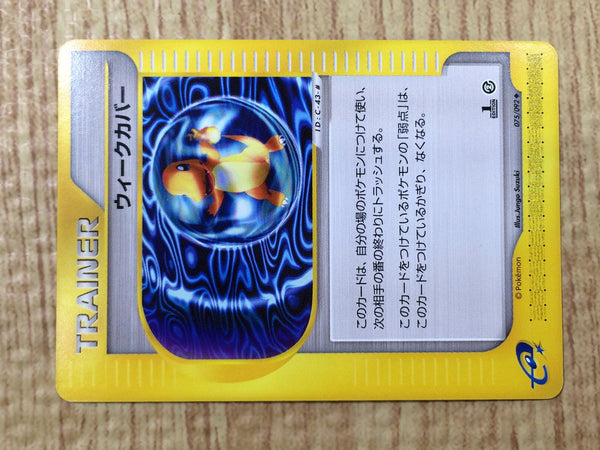 TRAINER
ウィークカバー
ID:C-43-#
このカードは、自分の場のポケモンにつけて使い、
次の相手の番の終わりにトラッシュする。
このカードをつけているポケモンの「弱点」は、
このカードをつけているかぎり、なくなる。
1
EDITION
025/092◆
Illus.Jungo Suzuki
© Pokémon
e